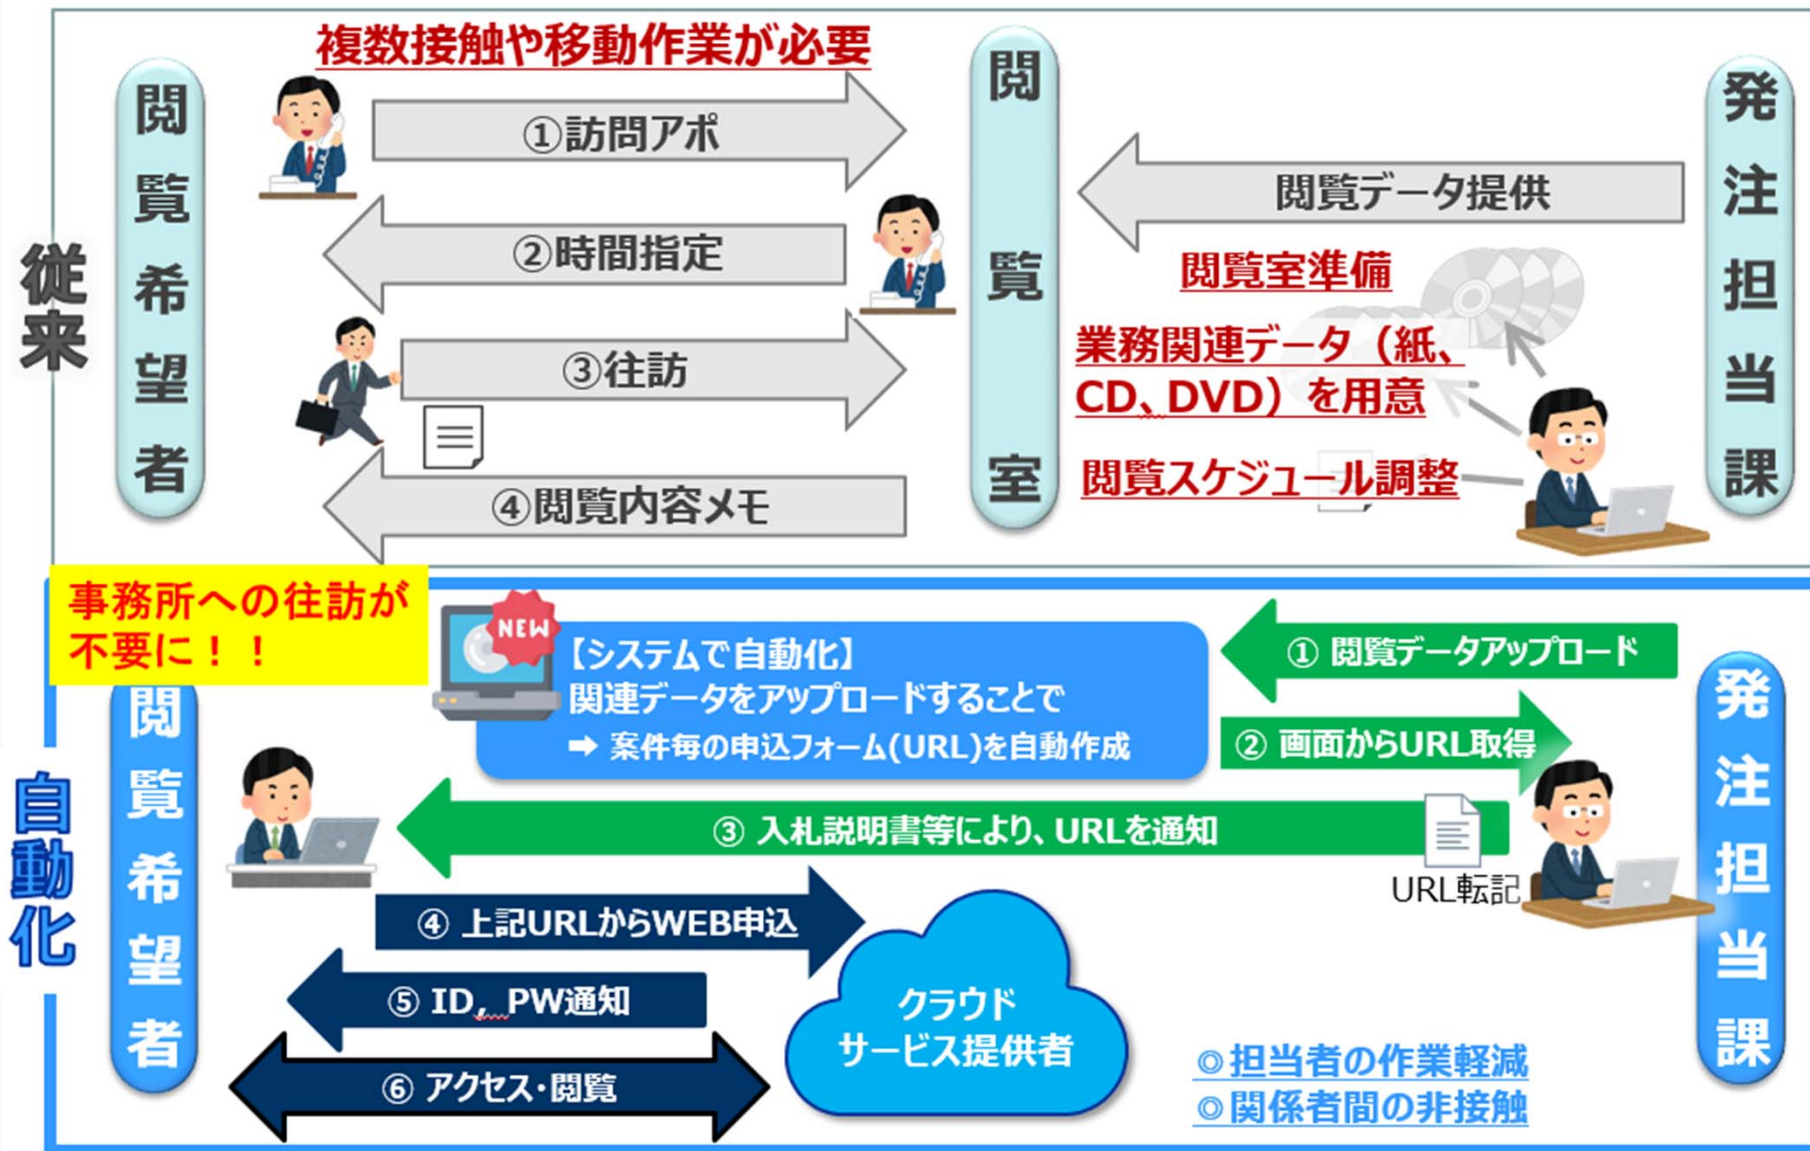 従来
閲覧希望者
複数接触や移動作業が必要
①訪問アポ
②時間指定
③往訪
④閲覧内容メモ
閲覧室
閲覧データ提供
閲覧室準備
業務関連データ（紙、
CD、DVD）を用意
閲覧スケジュール調整
発注担当課
事務所への往訪が
不要に！！
自動化
閲覧希望者
NEW
【システムで自動化】
関連データをアップロードすることで
➡ 案件毎の申込フォーム(URL)を自動作成
① 閲覧データアップロード
② 画面からURL取得
③ 入札説明書等により、URLを通知
URL転記
④ 上記URLからWEB申込
⑤ ID、PW通知
⑥ アクセス・閲覧
クラウド
サービス提供者
発注担当課
◎担当者の作業軽減
◎関係者間の非接触